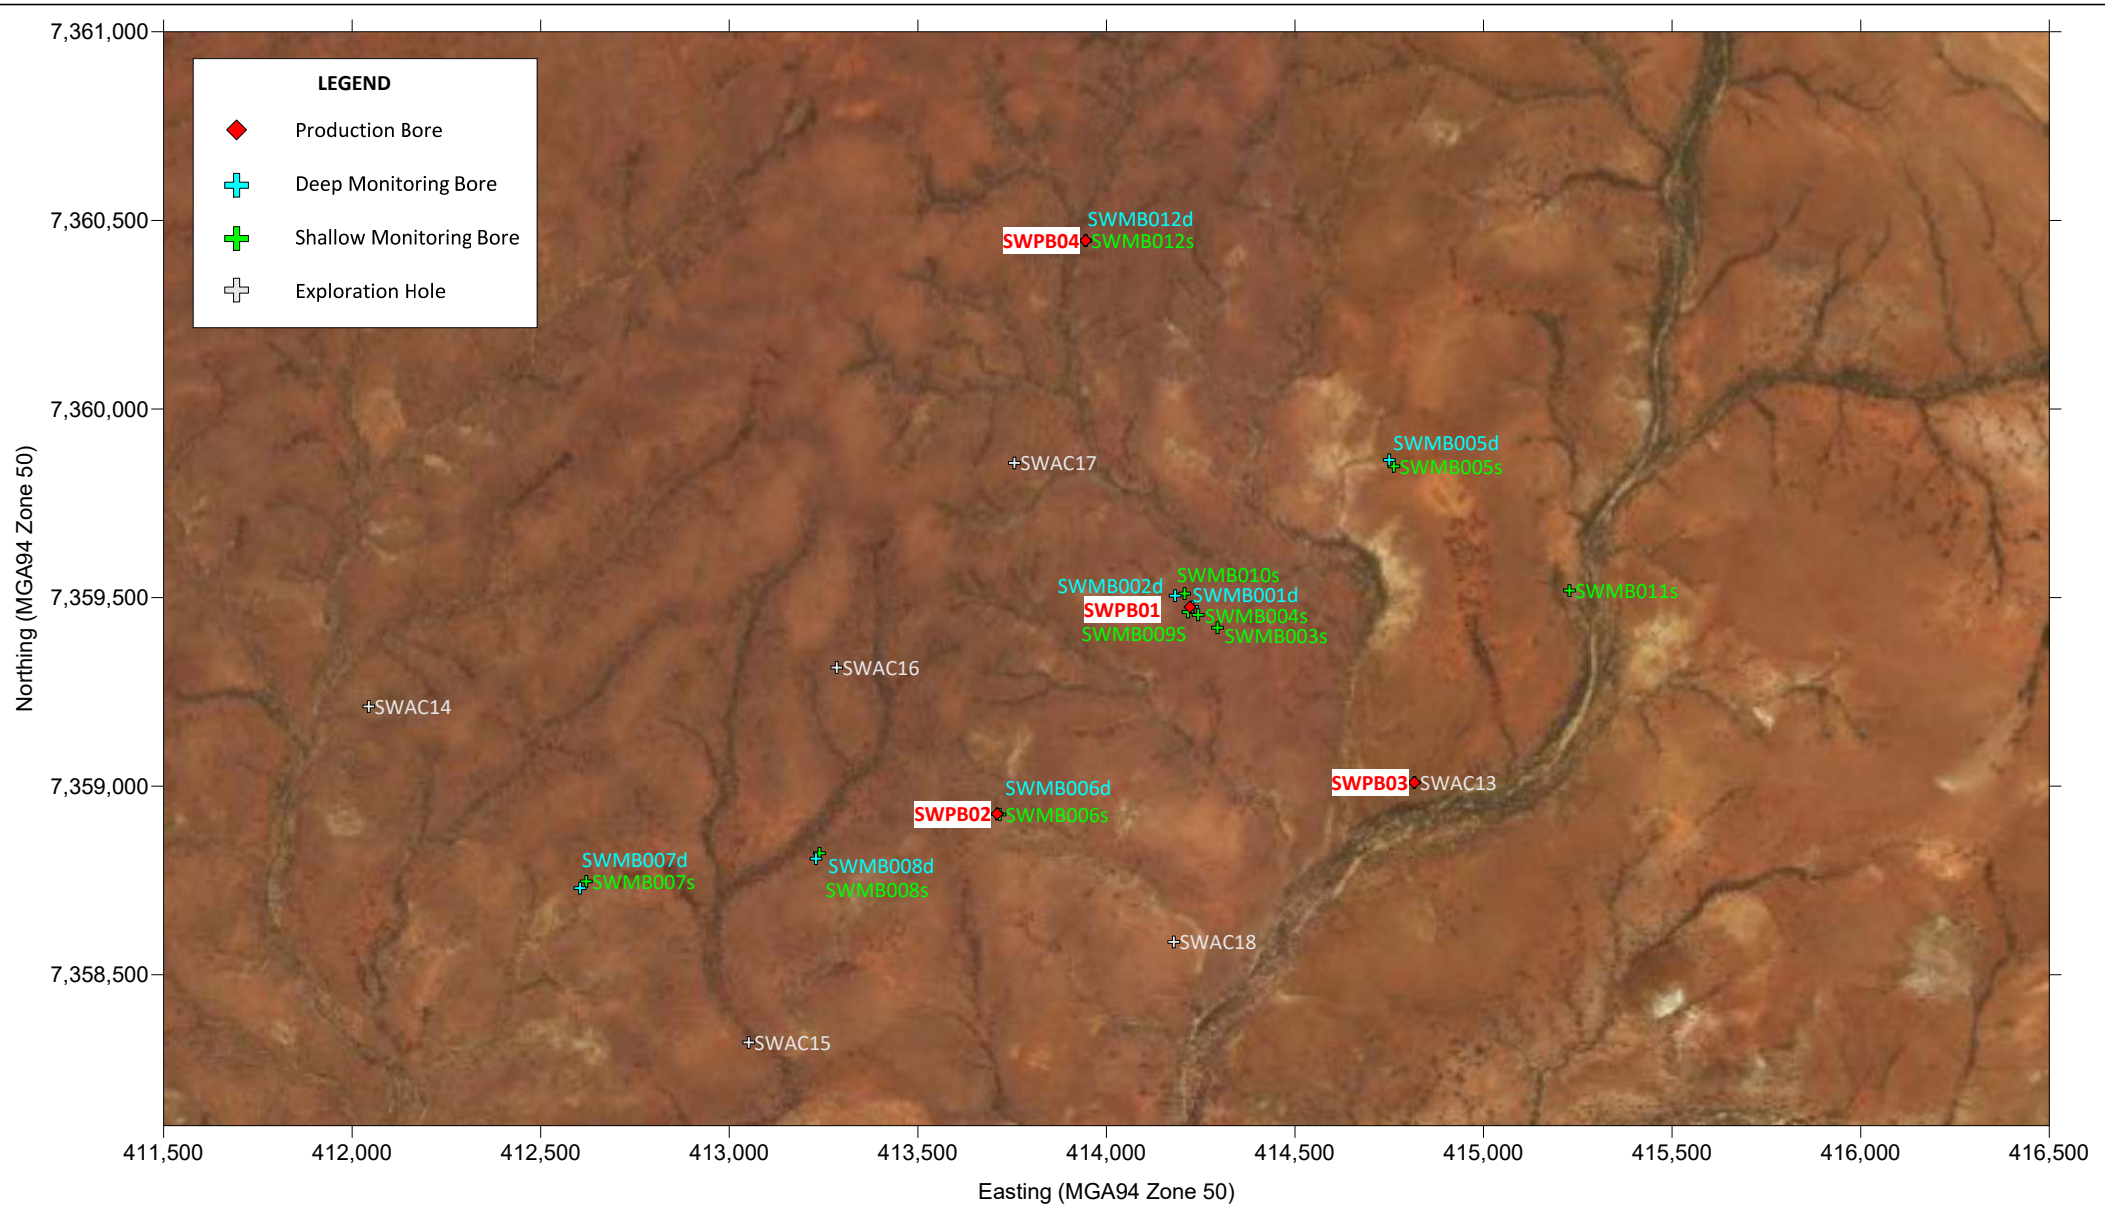 7,361,000
LEGEND
Production Bore
Deep Monitoring Bore
Shallow Monitoring Bore
Exploration Hole
7,360,500
SWMB012d
SWPB04
SWMB012s
7,360,000
SWMB005d
SWAC17
SWMB005s
7,359,500
SWMB010s
SWMB002d
SWMB001d
SWMB011s
SWPB01
SWMB004s
SWMB009S
SWMB003s
SWAC16
SWAC14
7,359,000
SWPB03
SWAC13
SWMB006d
SWPB02
SWMB006s
SWMB007d
SWMB008d
SWMB007s
SWMB008s
SWAC18
7,358,500
SWAC15
Northing (MGA94 Zone 50)
411,500
412,000
412,500
413,000
413,500
414,000
414,500
415,000
415,500
416,000
416,500
Easting (MGA94 Zone 50)